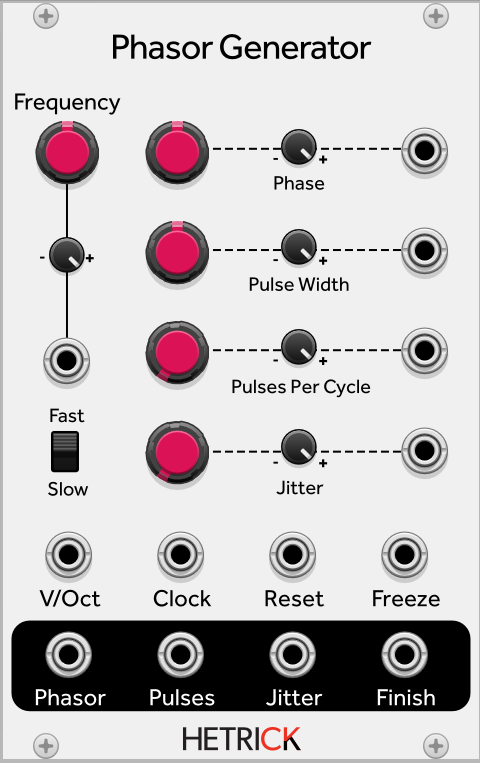 Phasor Generator
Frequency
- +
Phase
- +
- +
Pulse Width
- +
Pulses Per Cycle
Fast
- +
Slow
Jitter
V/Oct Clock Reset Freeze
Phasor Pulses Jitter Finish
HETRICK